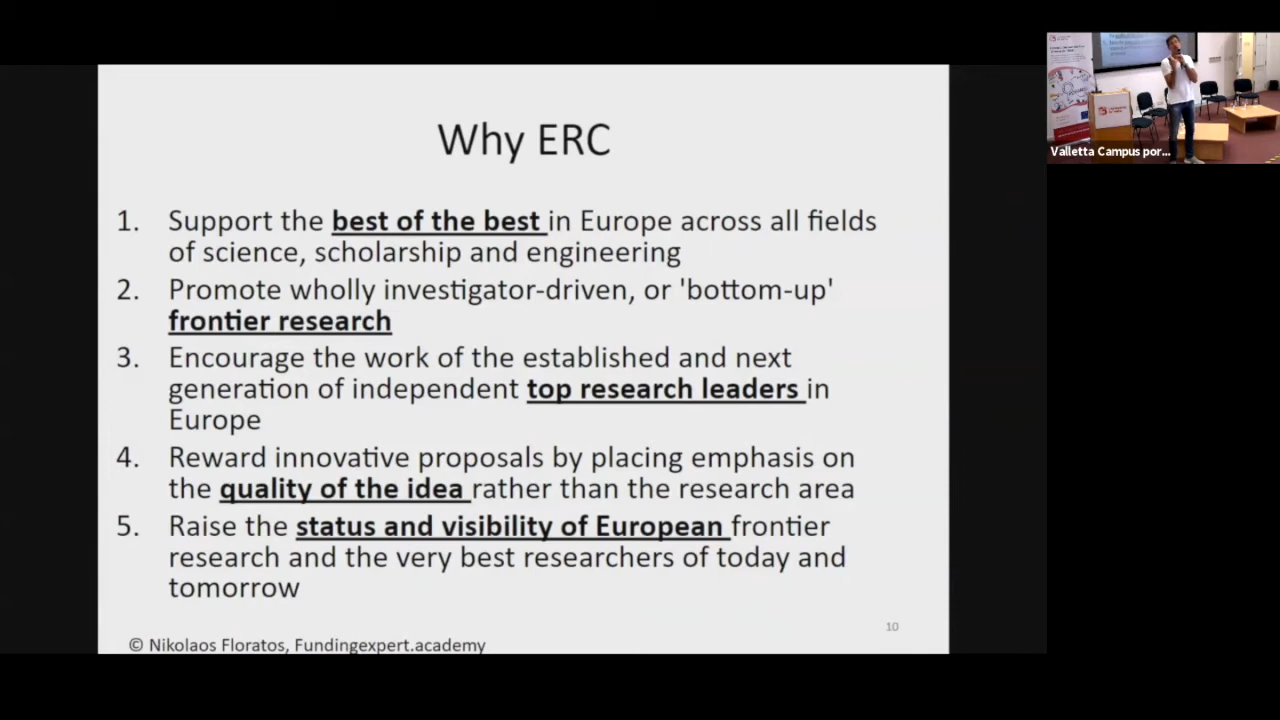 Why ERC
1. Support the best of the best in Europe across all fields
of science, scholarship and engineering
2. Promote wholly investigator-driven, or 'bottom-up'
frontier research
3. Encourage the work of the established and next
generation of independent top research leaders in
Europe
4. Reward innovative proposals by placing emphasis on
the quality of the idea rather than the research area
5. Raise the status and visibility of European frontier
research and the very best researchers of today and
tomorrow
10
© Nikolaos Floratos, Fundingexpert.academy
Valletta Campus por...